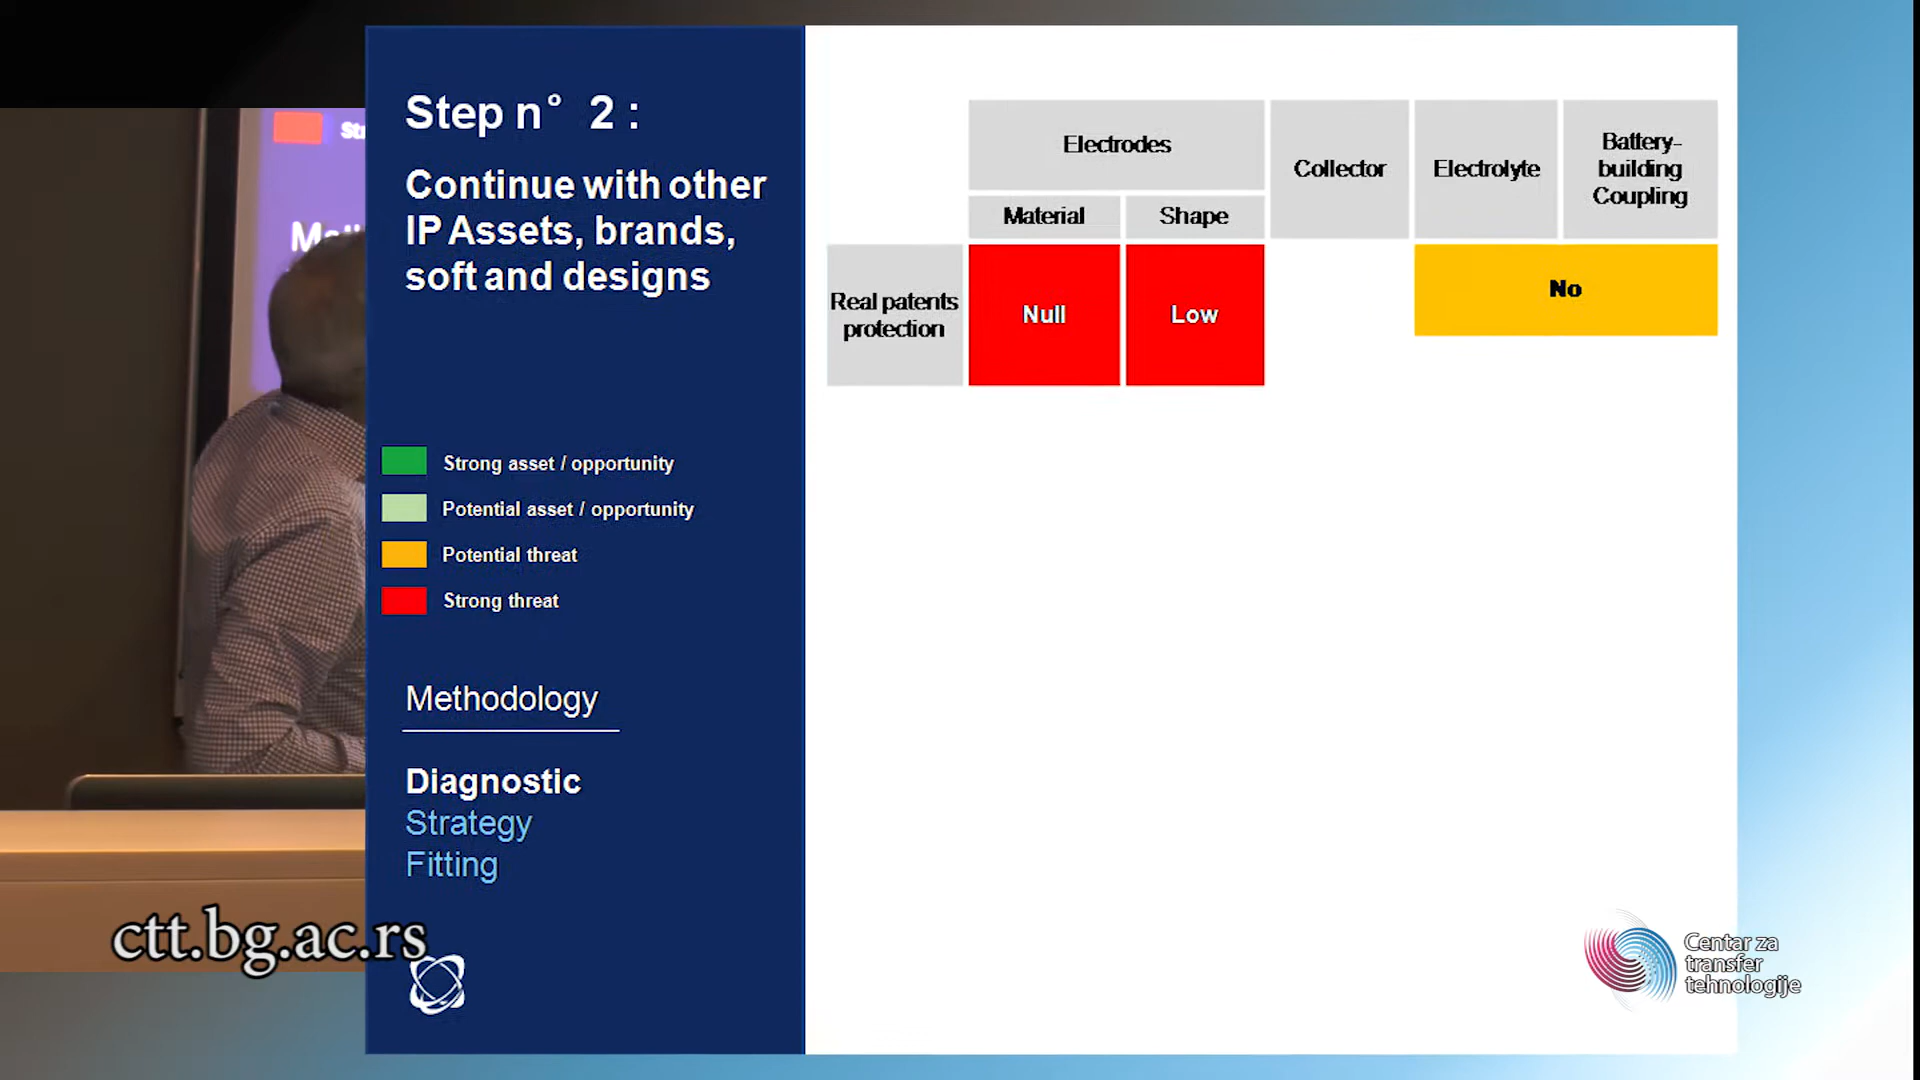 Step n° 2 :
Continue with other
IP Assets, brands,
soft and designs
Strong asset / opportunity
Potential asset / opportunity
Potential threat
Strong threat
Methodology
Diagnostic
Strategy
Fitting
Electrodes
Collector
Electrolyte
Battery-
building
Coupling
Material
Shape
Real patents
protection
Null
Low
No
ctt.bg.ac.rs
Centar za
transfer
tehnologije